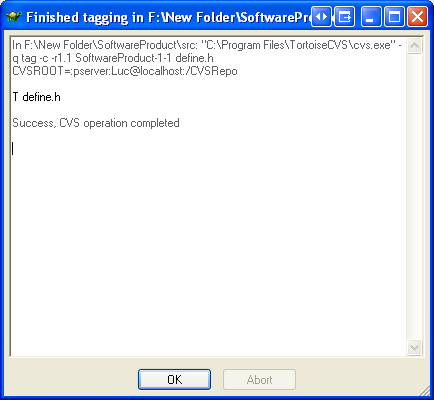 Finished tagging in F:\New Folder\SoftwarePro
In F:\New Folder\SoftwareProduct\src: "C:\Program Files\TortoiseCVS\cvs.exe" -
q tag -c -r1.1 SoftwareProduct-1-1 define.h
CVSROOT=:pserver:Luc@localhost:/CVSRepo
T define.h
Success, CVS operation completed
OK
Abort